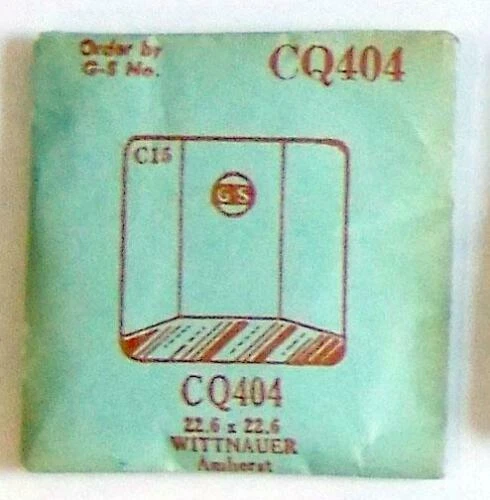 Order by
G-S No.
CQ404
C15
GS
CQ404
22.6 x 22.6
WITTNAUER
Amherst